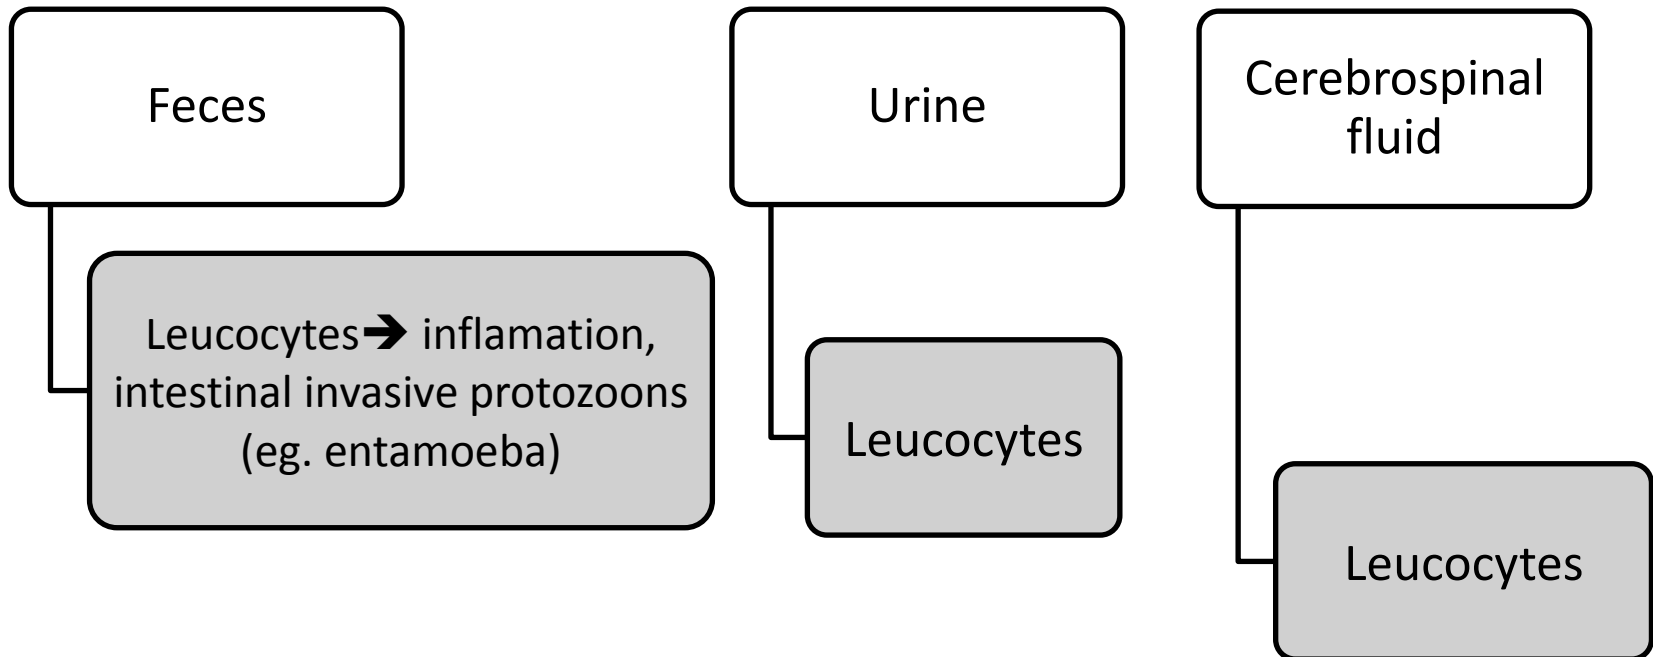 Feces
Leucocytes➔ inflamation,
intestinal invasive protozoons
(eg. entamoeba)
Urine
Leucocytes
Cerebrospinal
fluid
Leucocytes